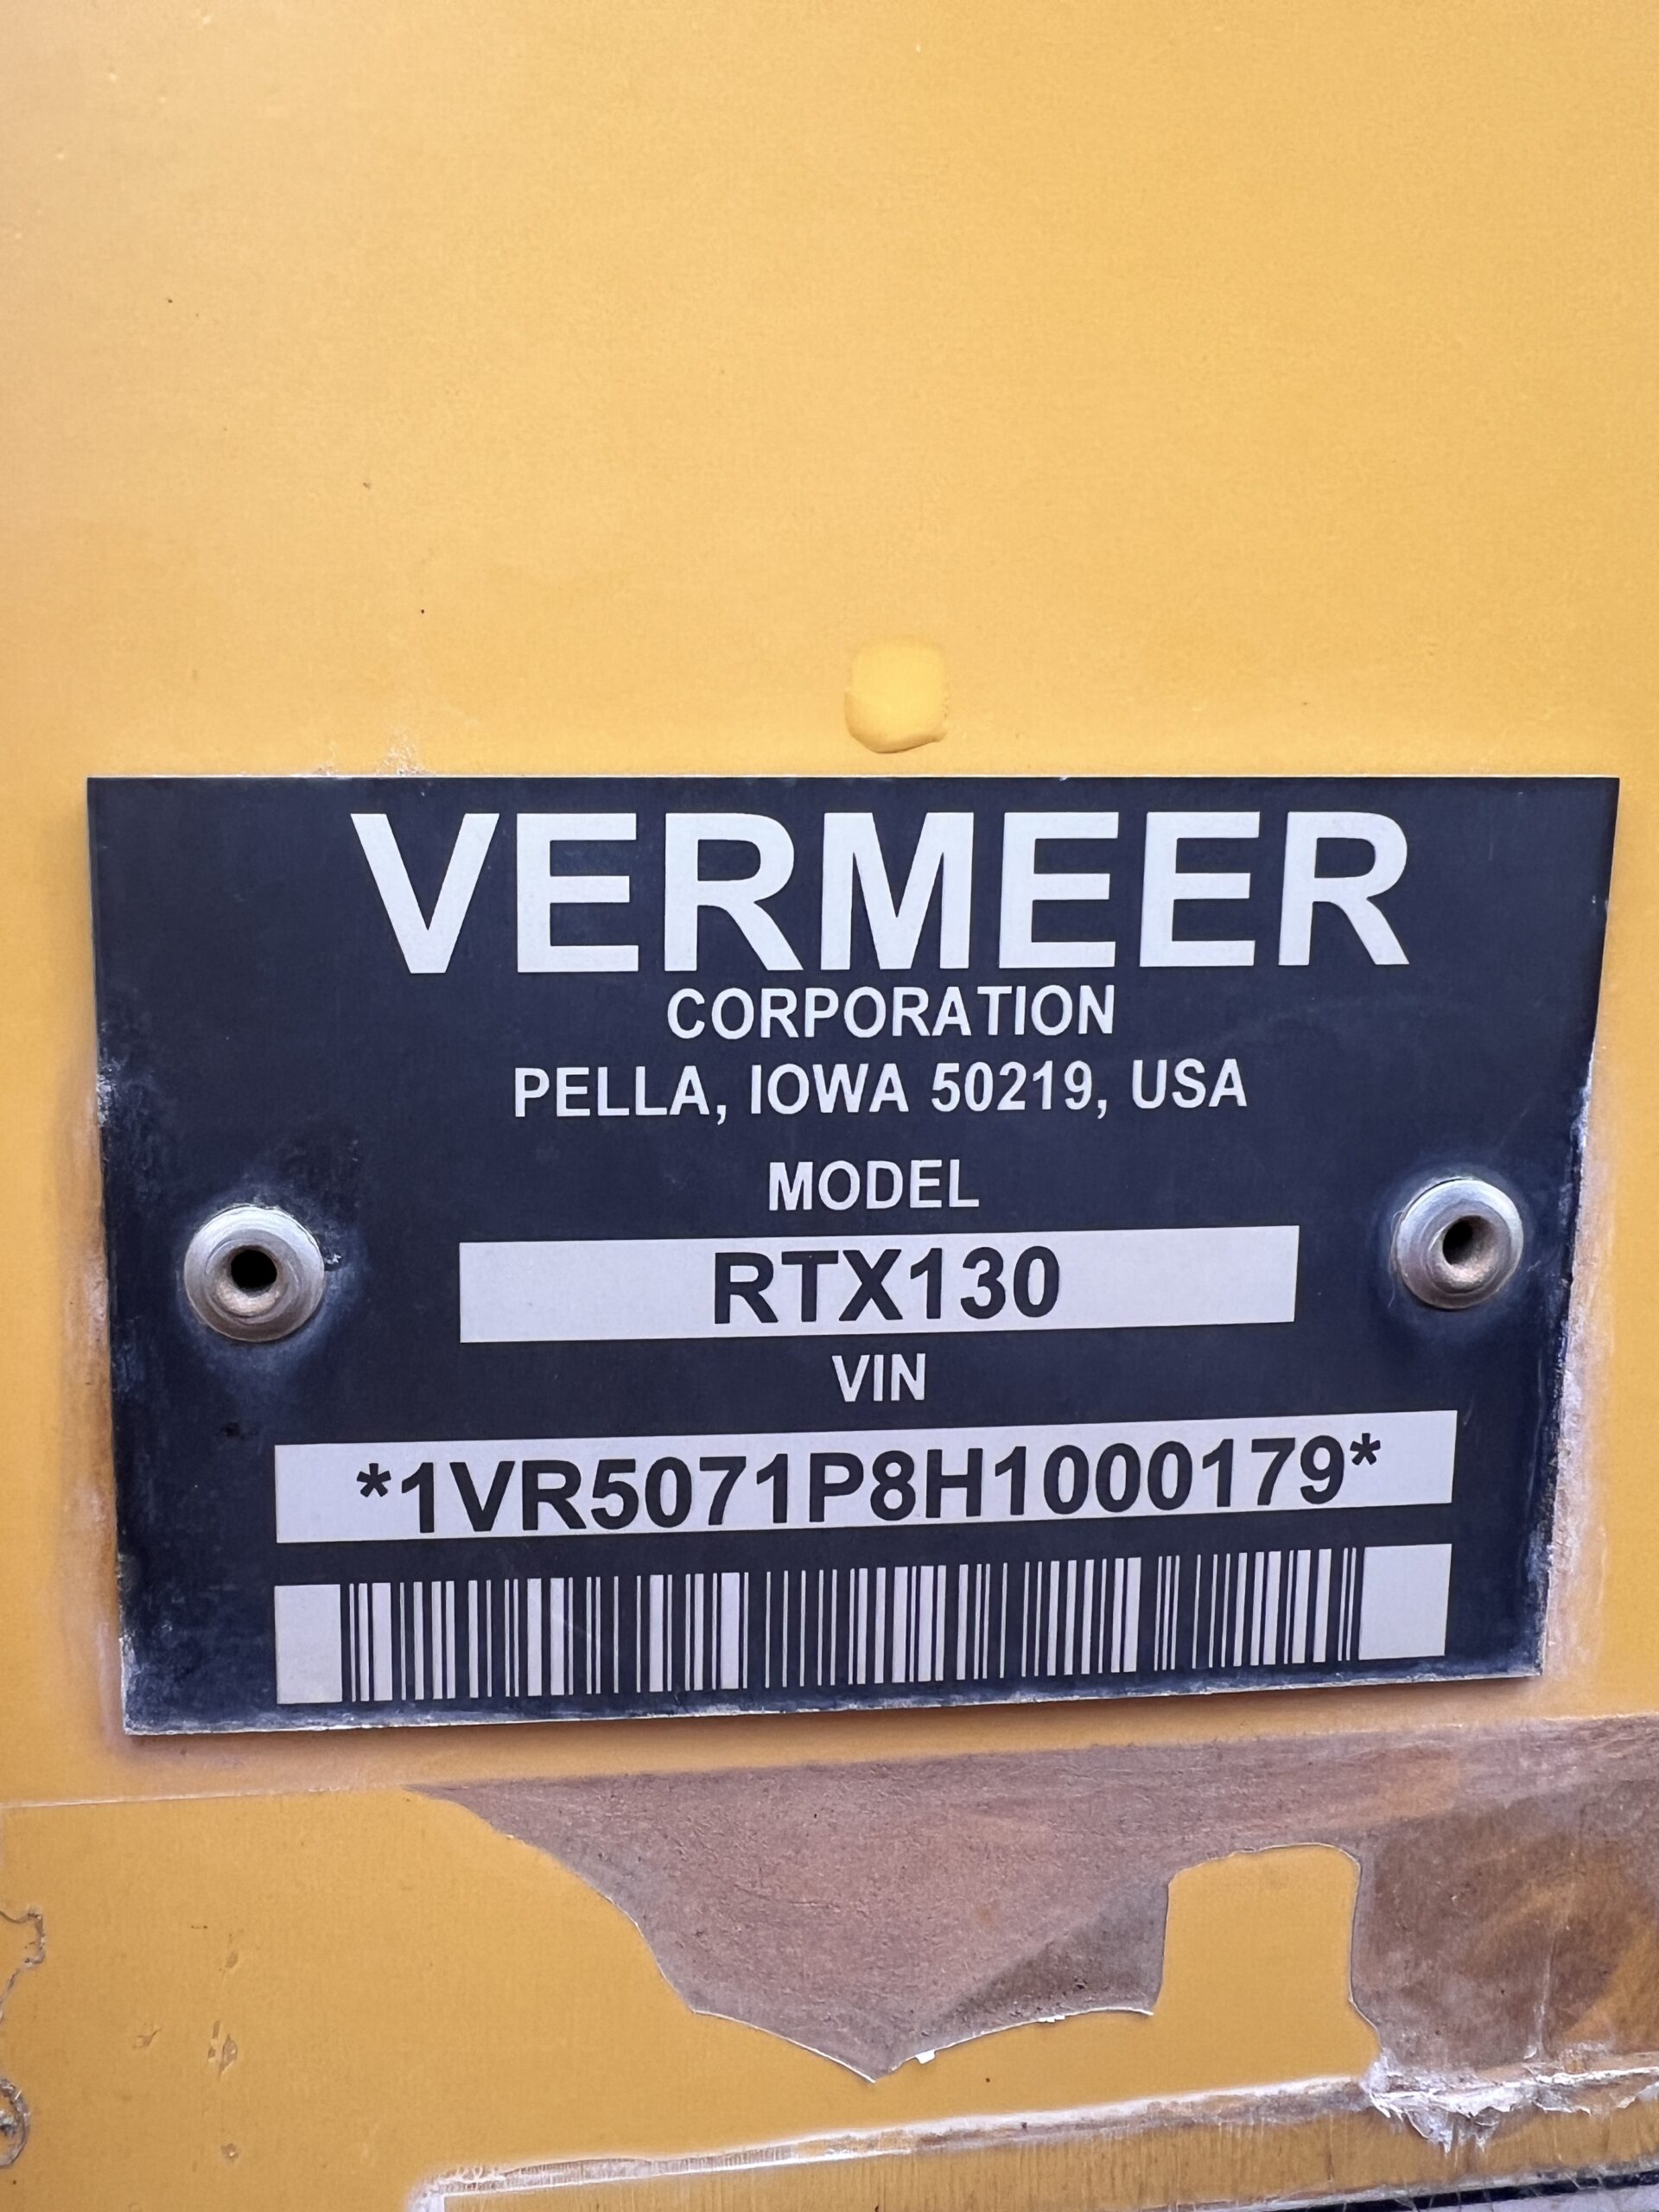 VERMEER
CORPORATION
PELLA, IOWA 50219, USA
MODEL
RTX130
VIN
*1VR5071P8H1000179*